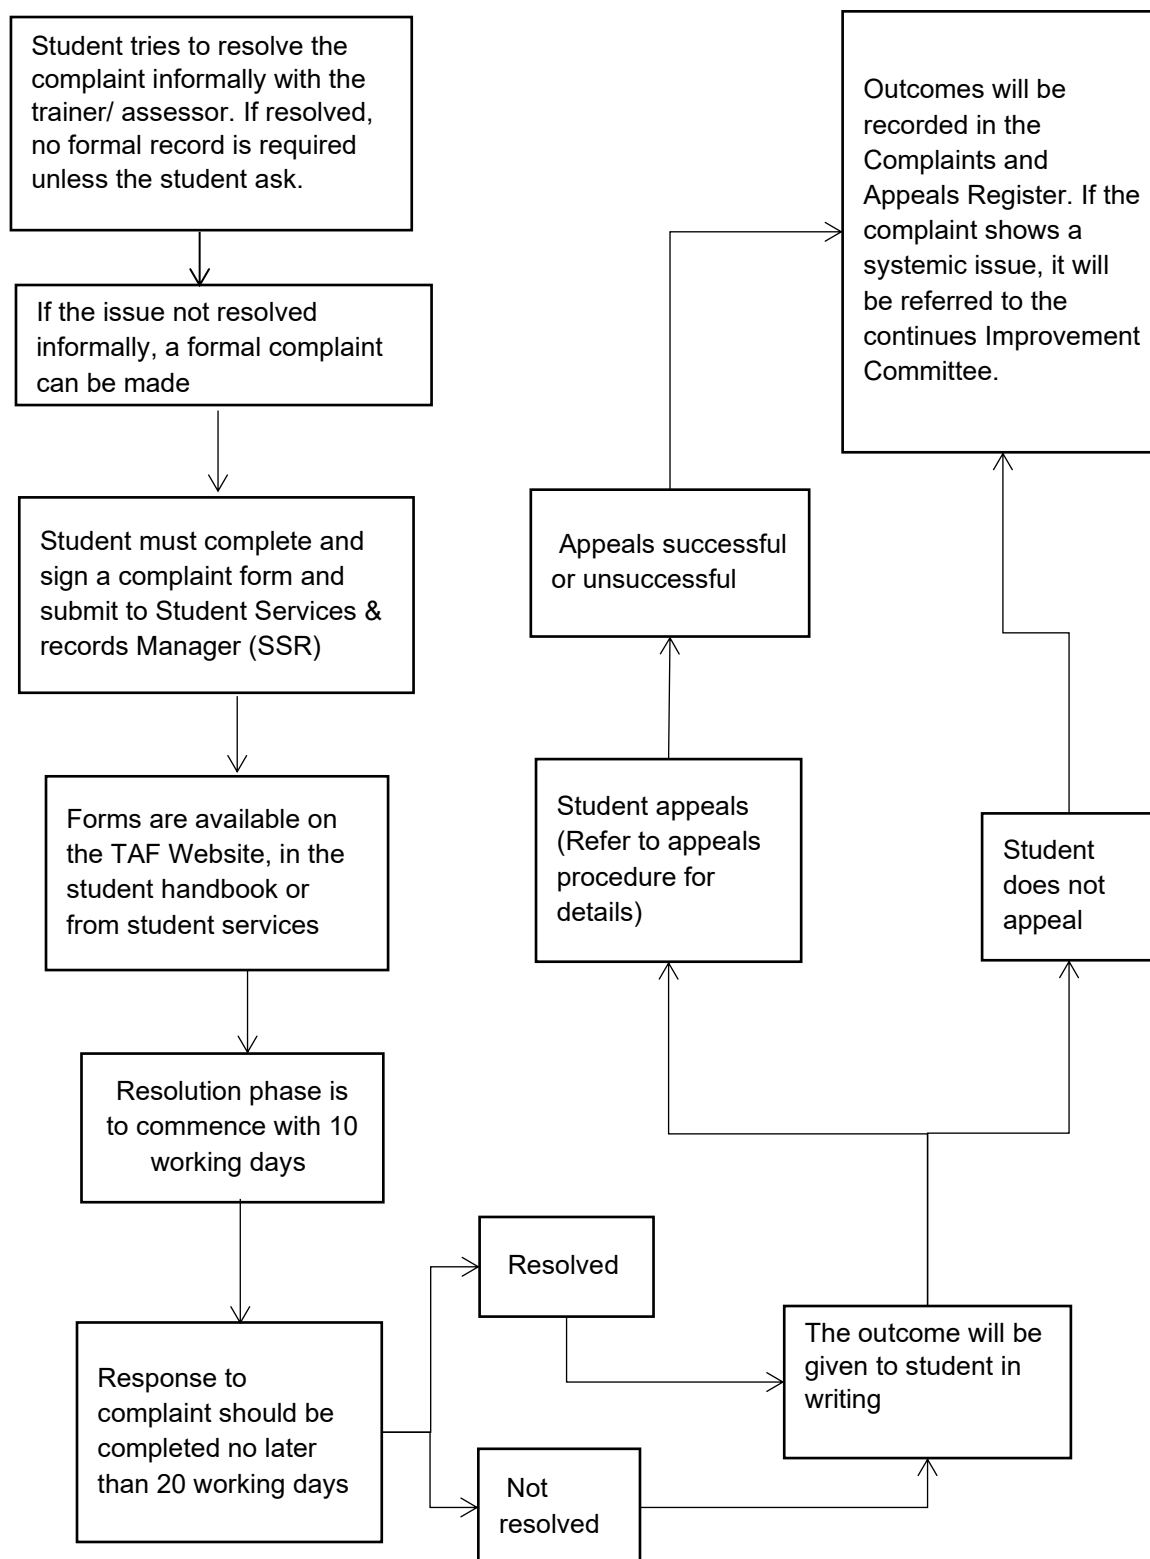 Student tries to resolve the
complaint informally with the
trainer/ assessor. If resolved,
no formal record is required
unless the student ask.
If the issue not resolved
informally, a formal complaint
can be made
Student must complete and
sign a complaint form and
submit to Student Services &
records Manager (SSR)
Forms are available on
the TAF Website, in the
student handbook or
from student services
Resolution phase is
to commence with 10
working days
Response to
complaint should be
completed no later
than 20 working days
Resolved
Not
resolved
The outcome will be
given to student in
writing
Student appeals
(Refer to appeals
procedure for
details)
Appeals successful
or unsuccessful
Student
does not
appeal
Outcomes will be
recorded in the
Complaints and
Appeals Register. If the
complaint shows a
systemic issue, it will
be referred to the
continues Improvement
Committee.